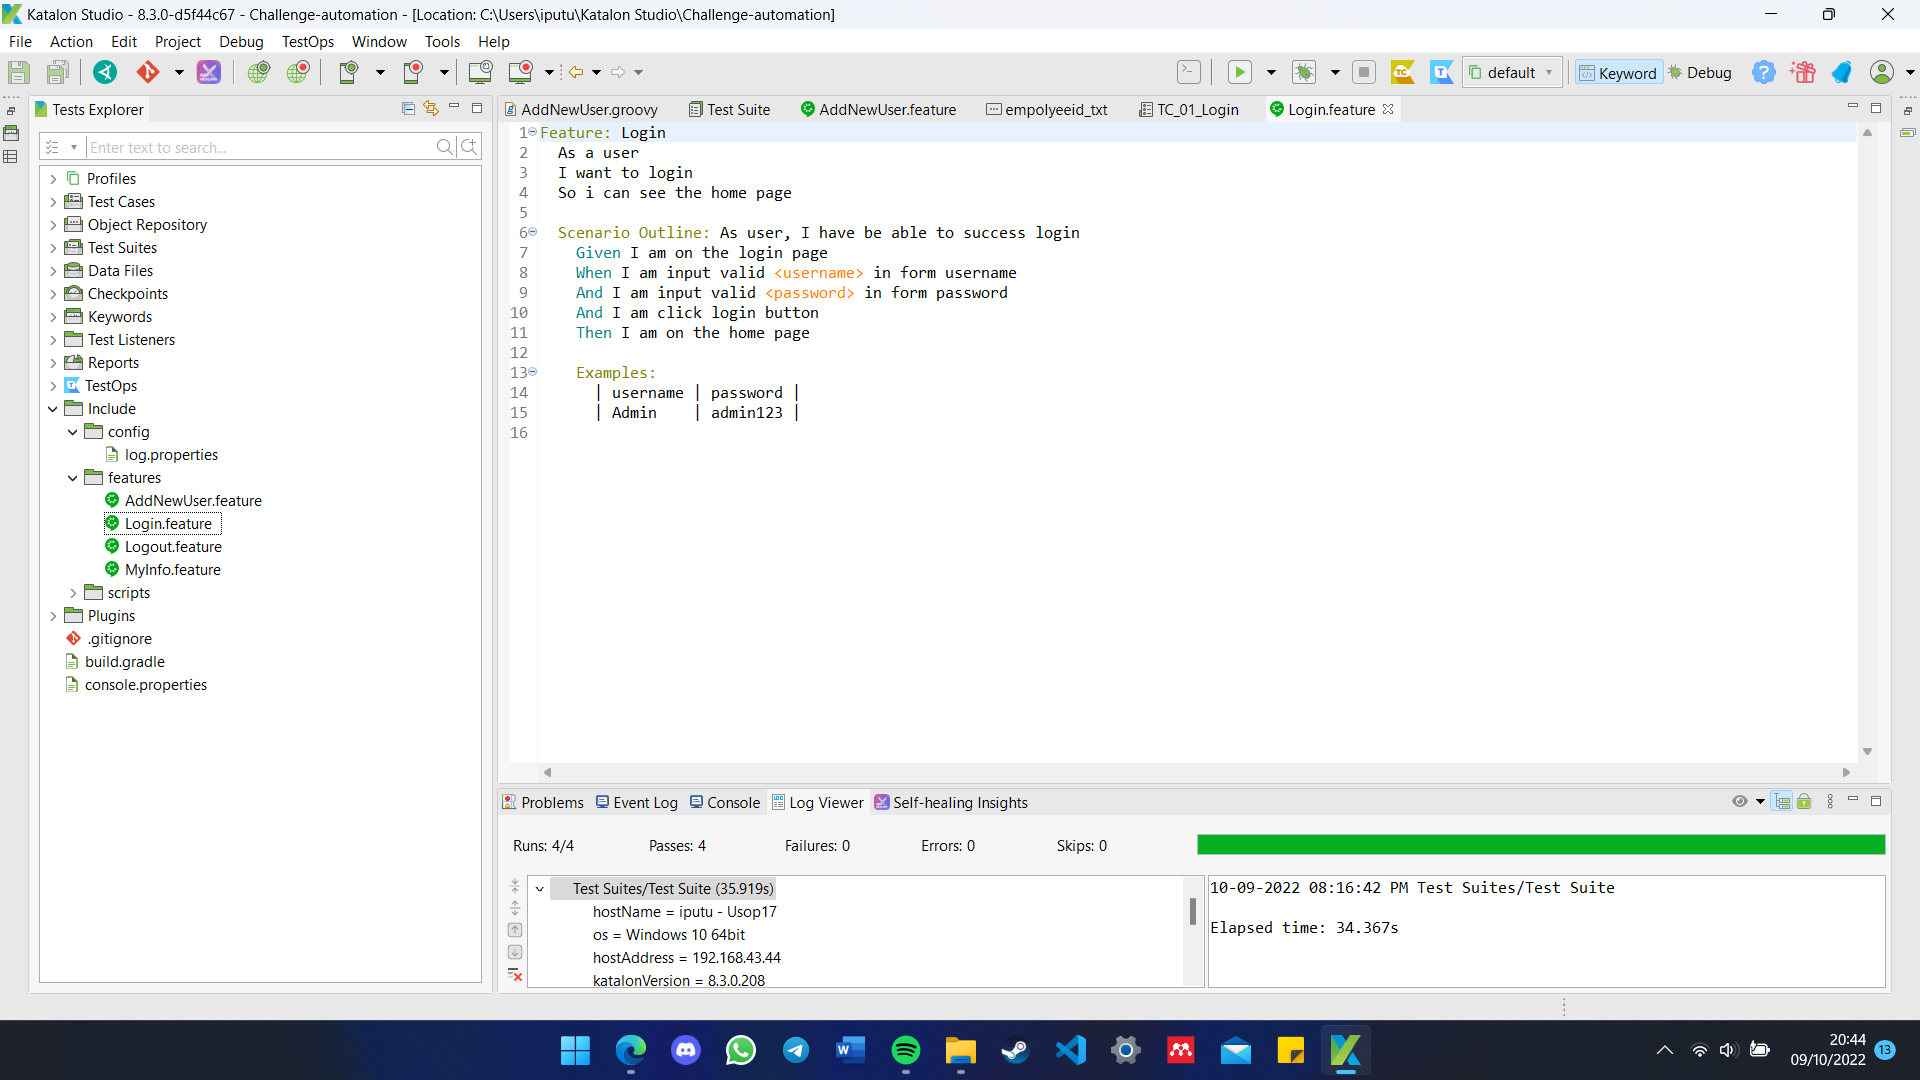 Katalon Studio - 8.3.0-d5f44c67 - Challenge-automation - [Location: C:\Users\iputu\Katalon Studio\Challenge-automation]
File Action Edit Project Debug TestOps Window Tools Help
default Keyword Debug
Tests Explorer
Enter text to search...
Profiles
Test Cases
Object Repository
Test Suites
Data Files
Checkpoints
Keywords
Test Listeners
Reports
TestOps
Include
config
log.properties
features
AddNewUser.feature
Login.feature
Logout.feature
MyInfo.feature
scripts
Plugins
.gitignore
build.gradle
console.properties
AddNewUser.groovy Test Suite AddNewUser.feature empolyeeid_txt TC_01_Login Login.feature
1 Feature: Login
2 As a user
3 I want to login
4 So i can see the home page
5
6 Scenario Outline: As user, I have be able to success login
7 Given I am on the login page
8 When I am input valid <username> in form username
9 And I am input valid <password> in form password
10 And I am click login button
11 Then I am on the home page
12
13 Examples:
14 | username | password |
15 | Admin | admin123 |
16
Problems Event Log Console Log Viewer Self-healing Insights
Runs: 4/4 Passes: 4 Failures: 0 Errors: 0 Skips: 0
Test Suites/Test Suite (35.919s)
hostName = iputu - Usop17
os = Windows 10 64bit
hostAddress = 192.168.43.44
katalonVersion = 8.3.0.208
10-09-2022 08:16:42 PM Test Suites/Test Suite
Elapsed time: 34.367s
20:44
09/10/2022
13